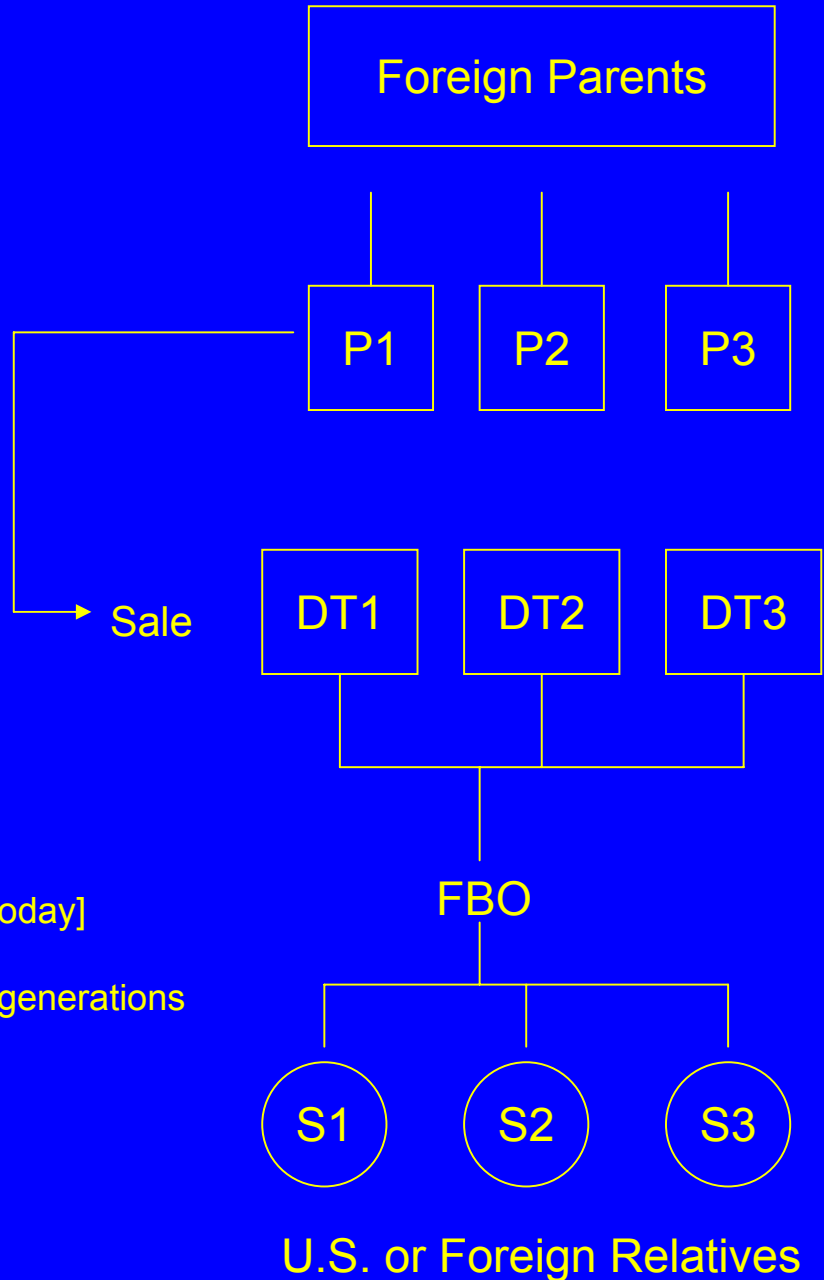 Foreign Parents
P1 P2 P3
Sale DT1 DT2 DT3
FBO
oday]
generations
S1 S2 S3
U.S. or Foreign Relatives